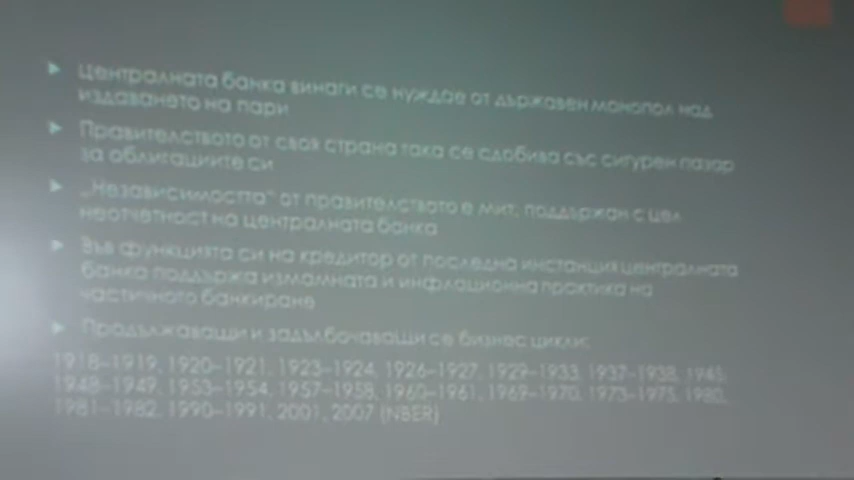 Централната банка винаги се нуждае от държавен монопол над
издаването на пари
Правителството от своя страна така се сдобива със сигурен пазар
за облигациите си
„Независимостта“ от правителството е мит, поддържан с цел
неотчетност на централната банка
Във функцията си на кредитор от последна инстанция централната
банка поддържа измамната и инфлационна практика на
частичното банкиране
Продължаващи и задълбочаващи се бизнес цикли:
1918–1919, 1920–1921, 1923–1924, 1926–1927, 1929–1933, 1937–1938, 1945,
1948–1949, 1953–1954, 1957–1958, 1960–1961, 1969–1970, 1973–1975, 1980,
1981–1982, 1990–1991, 2001, 2007 (NBER)